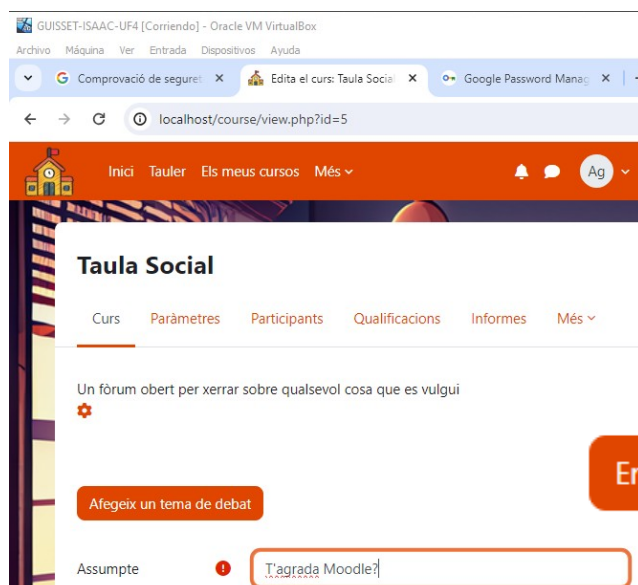 GUISSET-ISAAC-UF4 [Corriendo] - Oracle VM VirtualBox
Archivo Máquina Ver Entrada Dispositivos Ayuda
Comprovació de seguret Edita el curs: Taula Social Google Password Manag
localhost/course/view.php?id=5
Inici Tauler Els meus cursos Més Ag
Taula Social
Curs Paràmetres Participants Qualificacions Informes Més
Un fòrum obert per xerrar sobre qualsevol cosa que es vulgui
En
Afegeix un tema de debat
Assumpte T'agrada Moodle?